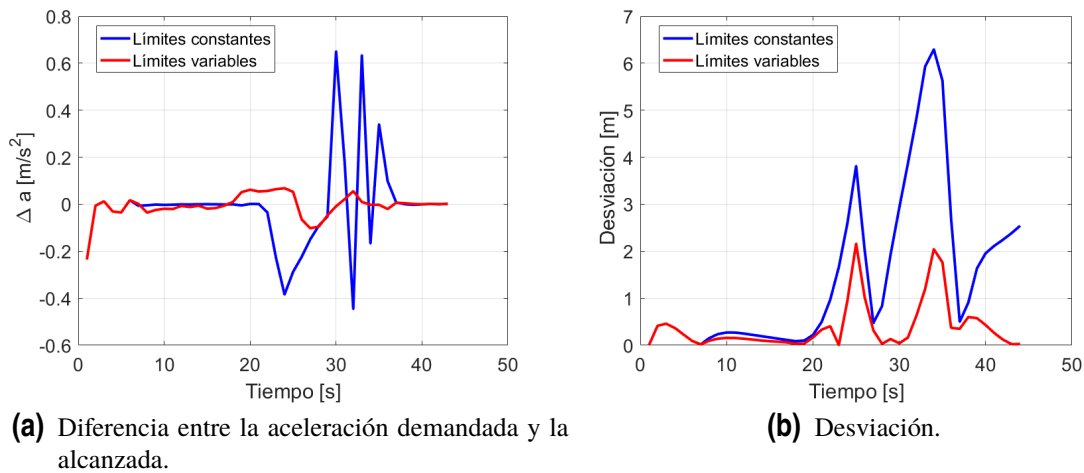 0.8
0.6
0.4
0.2
0
-0.2
-0.4
-0.6
Δ a [m/s²]
Límites constantes
Límites variables
0 10 20 30 40 50
Tiempo [s]
(a) Diferencia entre la aceleración demandada y la
alcanzada.
7
6
5
4
3
2
1
0
Desviación [m]
Límites constantes
Límites variables
0 10 20 30 40 50
Tiempo [s]
(b) Desviación.